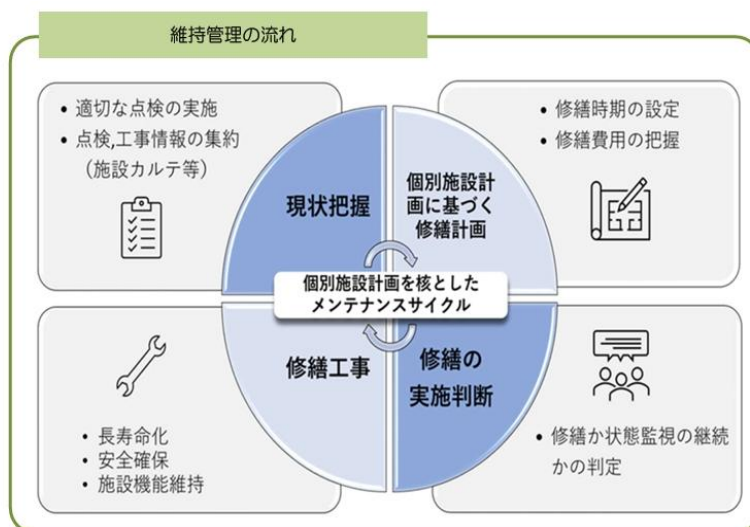 維持管理の流れ
• 適切な点検の実施
• 点検,工事情報の集約
（施設カルテ等）
現状把握
個別施設計
画に基づく
修繕計画
• 修繕時期の設定
• 修繕費用の把握
個別施設計画を核とした
メンテナンスサイクル
修繕工事
• 長寿命化
• 安全確保
• 施設機能維持
修繕の
実施判断
• 修繕か状態監視の継続
かの判定